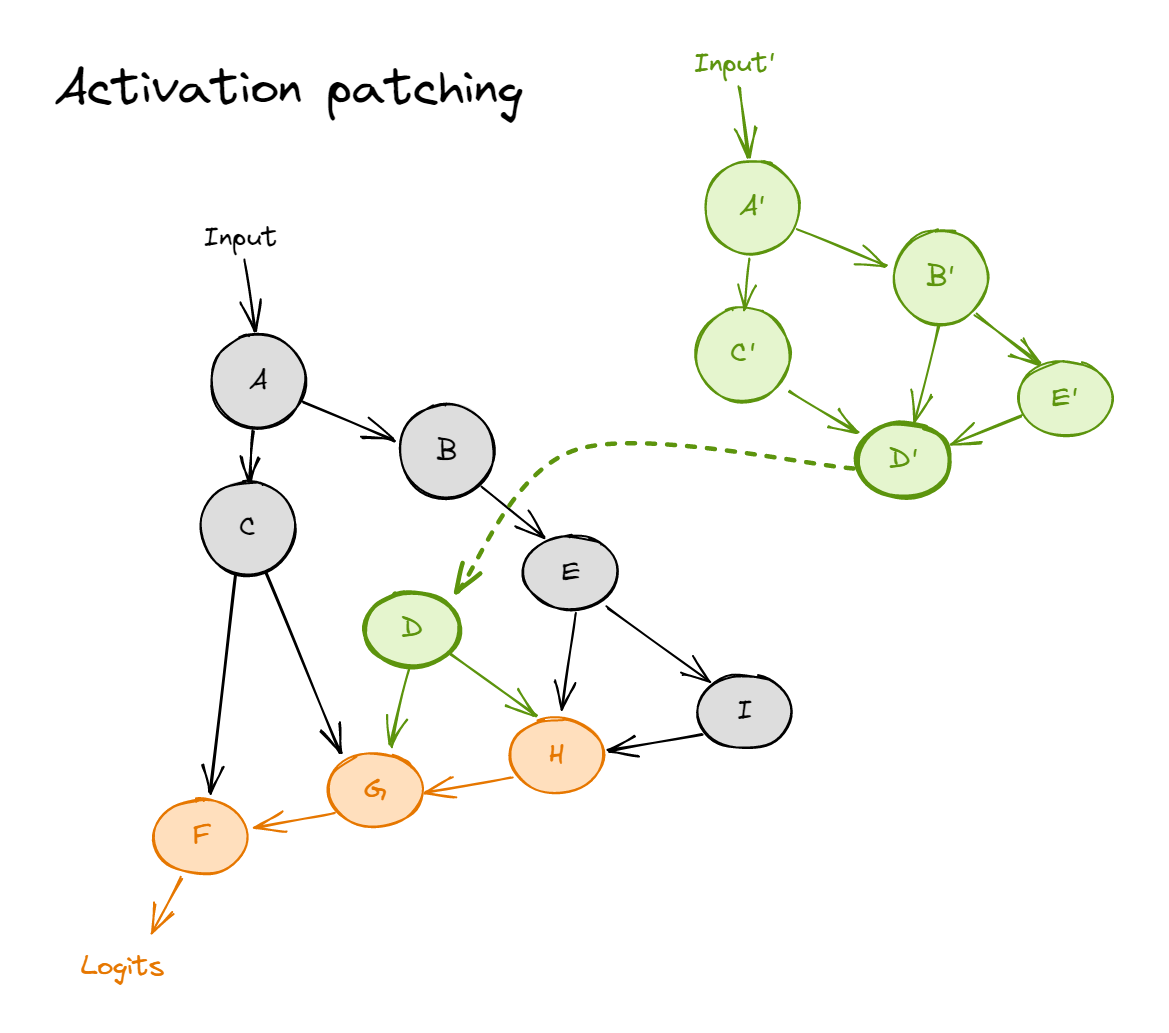 Activation patching
Input'
A'
B'
C'
E'
D'
Input
A
B
C
E
D
I
H
G
F
Logits